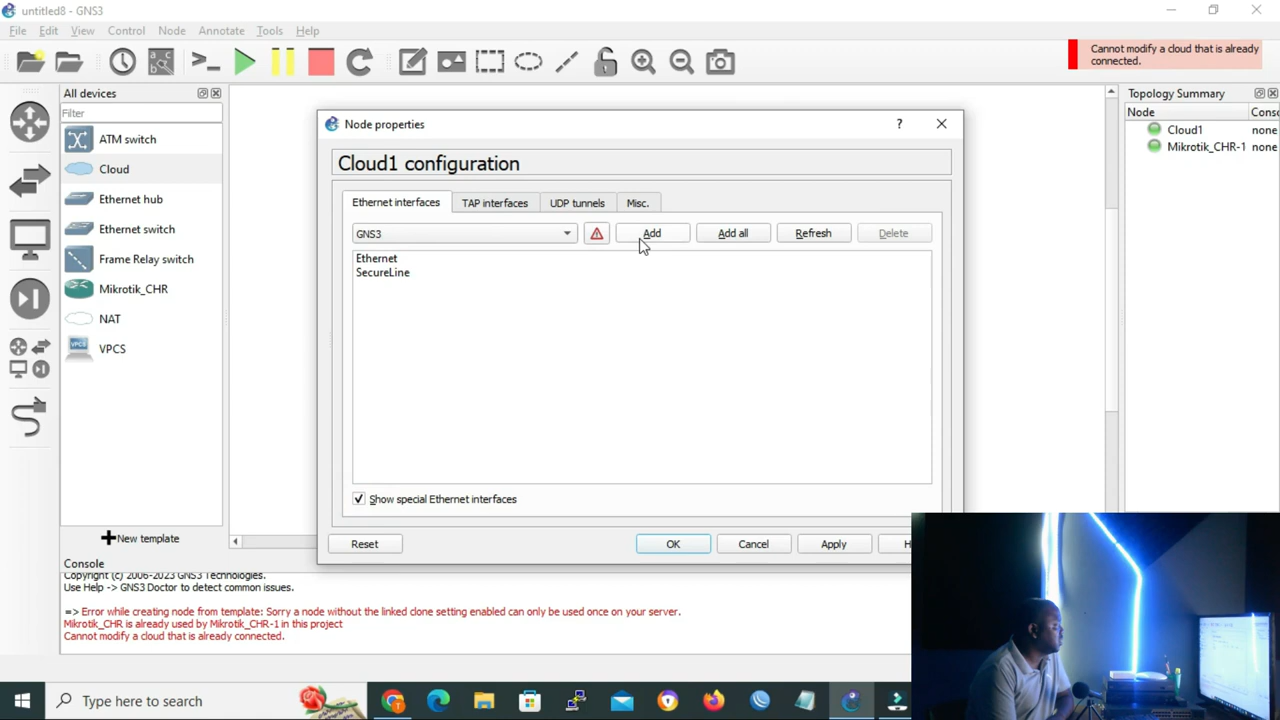 untitled8 - GNS3
File Edit View Control Node Annotate Tools Help
Cannot modify a cloud that is already
connected.
All devices
Filter
ATM switch
Cloud
Ethernet hub
Ethernet switch
Frame Relay switch
Mikrotik_CHR
NAT
VPCS
New template
Node properties
?
Cloud1 configuration
Ethernet interfaces TAP interfaces UDP tunnels Misc.
GNS3 Add Add all Refresh Delete
Ethernet
SecureLine
Show special Ethernet interfaces
Reset OK Cancel Apply H
Topology Summary
Node Consc
Cloud1 none
Mikrotik_CHR-1 none
Console
Copyright (c) 2006-2023 GNS3 Technologies.
Use Help -> GNS3 Doctor to detect common issues.
=> Error while creating node from template: Sorry a node without the linked clone setting enabled can only be used once on your server.
Mikrotik_CHR is already used by Mikrotik_CHR-1 in this project
Cannot modify a cloud that is already connected.
Type here to search